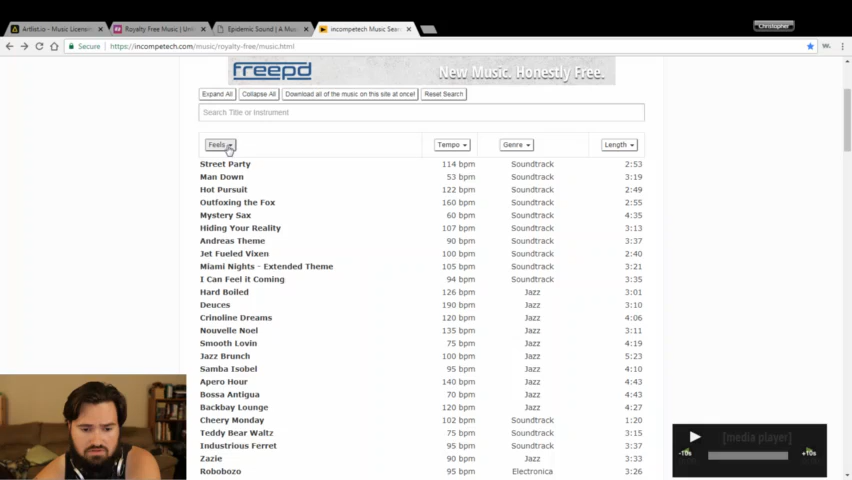 Artlist.io - Music Licensin
Royalty Free Music | Unli
Epidemic Sound | A Musi
incompetech Music Sear
Christopher
Secure
https://incompetech.com/music/royalty-free/music.html
freepd
New Music. Honestly Free.
Expand All
Collapse All
Download all of the music on this site at once!
Reset Search
Search Title or Instrument
Feels Tempo Genre Length
Street Party 114 bpm Soundtrack 2:53
Man Down 53 bpm Soundtrack 3:19
Hot Pursuit 122 bpm Soundtrack 2:49
Outfoxing the Fox 160 bpm Soundtrack 2:55
Mystery Sax 60 bpm Soundtrack 4:35
Hiding Your Reality 107 bpm Soundtrack 3:13
Andreas Theme 90 bpm Soundtrack 3:37
Jet Fueled Vixen 100 bpm Soundtrack 2:40
Miami Nights - Extended Theme 105 bpm Soundtrack 3:21
I Can Feel it Coming 94 bpm Soundtrack 3:35
Hard Boiled 126 bpm Jazz 3:01
Deuces 190 bpm Jazz 3:10
Crinoline Dreams 120 bpm Jazz 4:06
Nouvelle Noel 135 bpm Jazz 3:11
Smooth Lovin 75 bpm Jazz 4:19
Jazz Brunch 100 bpm Jazz 5:23
Samba Isobel 95 bpm Jazz 4:10
Apero Hour 140 bpm Jazz 4:43
Bossa Antigua 70 bpm Jazz 4:43
Backbay Lounge 120 bpm Jazz 4:27
Cheery Monday 102 bpm Soundtrack 1:20
Teddy Bear Waltz 75 bpm Soundtrack 3:15
Industrious Ferret 95 bpm Soundtrack 3:37
Zazie 90 bpm Jazz 3:33
Robobozo 95 bpm Electronica 3:26
[media player]
-10s
+10s